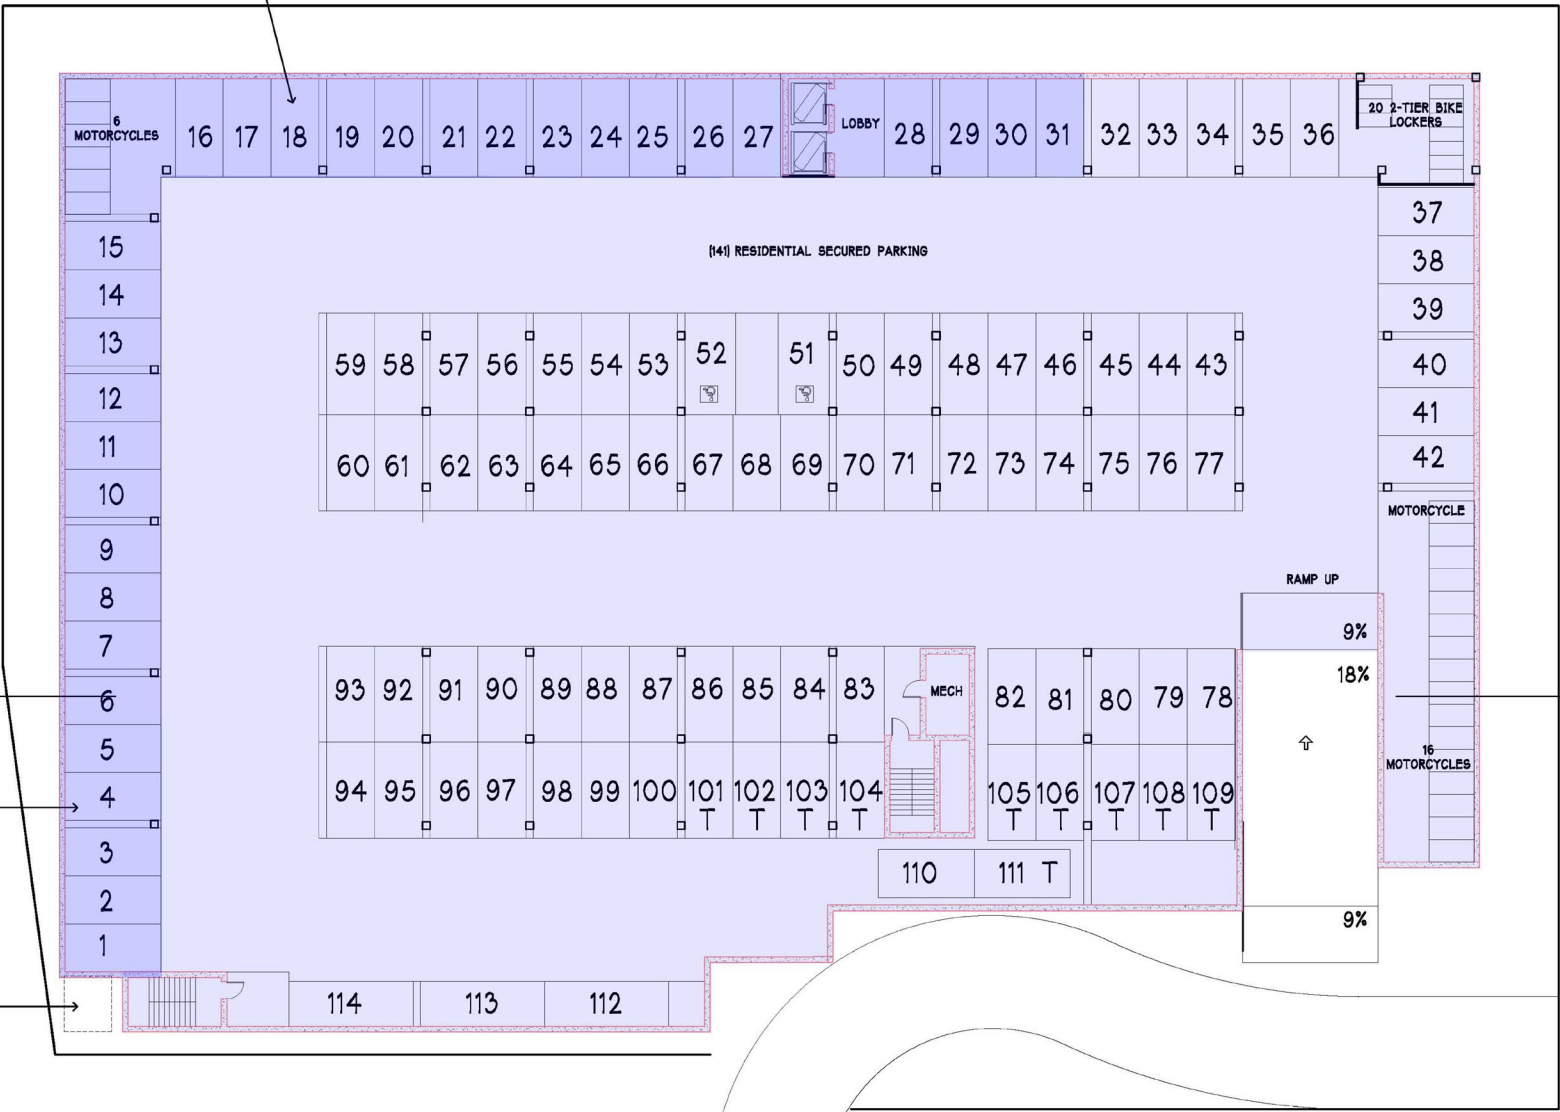 6
MOTORCYCLES
16 17 18 19 20 21 22 23 24 25 26 27
LOBBY
28 29 30 31 32 33 34 35 36
20 2-TIER BIKE
LOCKERS
15
14
13
12
11
10
9
8
7
6
5
4
3
2
1
(141) RESIDENTIAL SECURED PARKING
37
38
39
40
41
42
59 58 57 56 55 54 53 52 51 50 49 48 47 46 45 44 43
60 61 62 63 64 65 66 67 68 69 70 71 72 73 74 75 76 77
MOTORCYCLE
RAMP UP
9%
18%
9%
16
MOTORCYCLES
93 92 91 90 89 88 87 86 85 84 83
MECH
82 81 80 79 78
94 95 96 97 98 99 100 101 102 103 104
T T T T
105 106 107 108 109
T T T T T
110 111 T
114 113 112